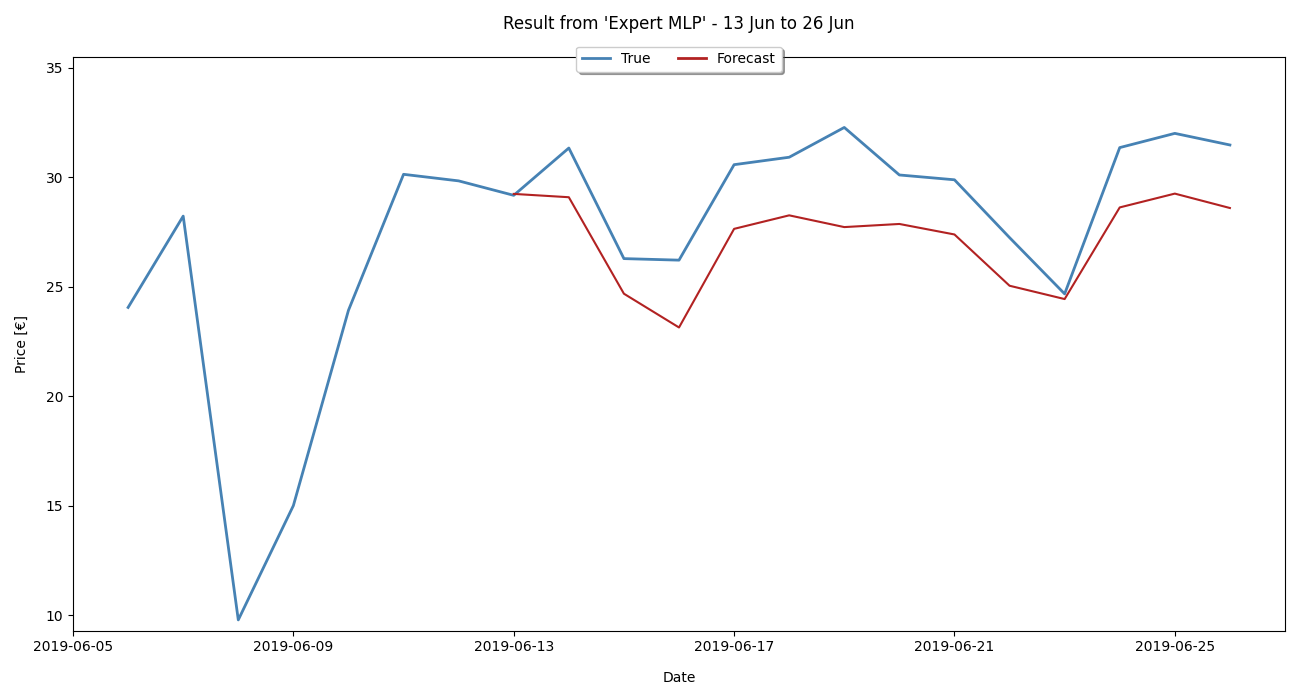 Result from 'Expert MLP' - 13 Jun to 26 Jun
True Forecast
35
30
25
20
15
10
Price [€]
2019-06-05 2019-06-09 2019-06-13 2019-06-17 2019-06-21 2019-06-25
Date